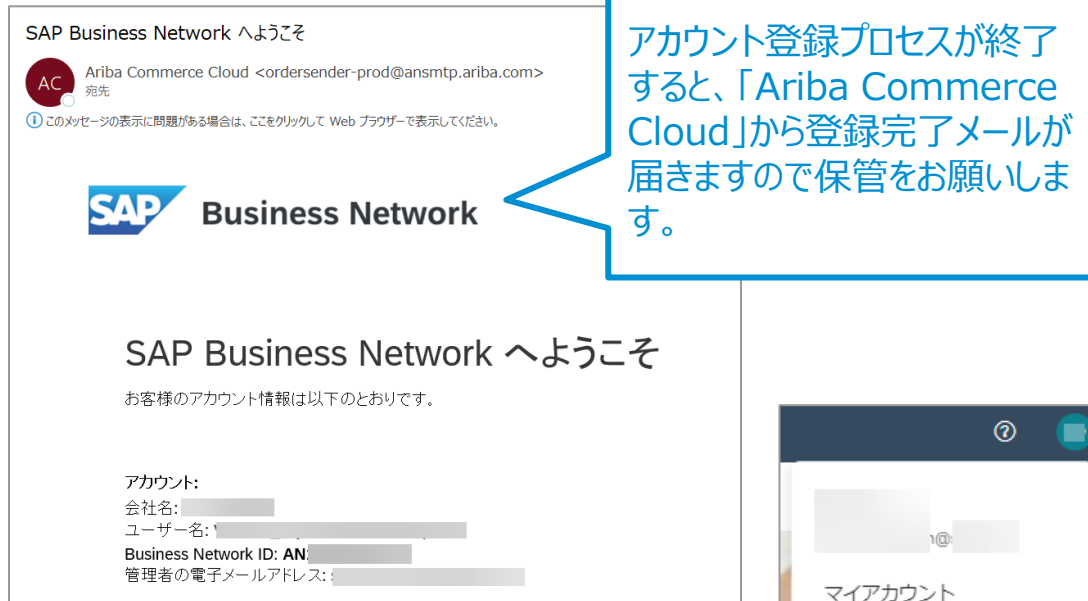 SAP Business Network へようこそ
AC
Ariba Commerce Cloud <ordersender-prod@ansmtp.ariba.com>
宛先
このメッセージの表示に問題がある場合は、ここをクリックして Web ブラウザーで表示してください。
SAP Business Network
アカウント登録プロセスが終了
すると、「Ariba Commerce
Cloud」から登録完了メールが
届きますので保管をお願いしま
す。
SAP Business Network へようこそ
お客様のアカウント情報は以下のとおりです。
アカウント:
会社名:
ユーザー名:
Business Network ID: AN
管理者の電子メールアドレス:
マイアカウント